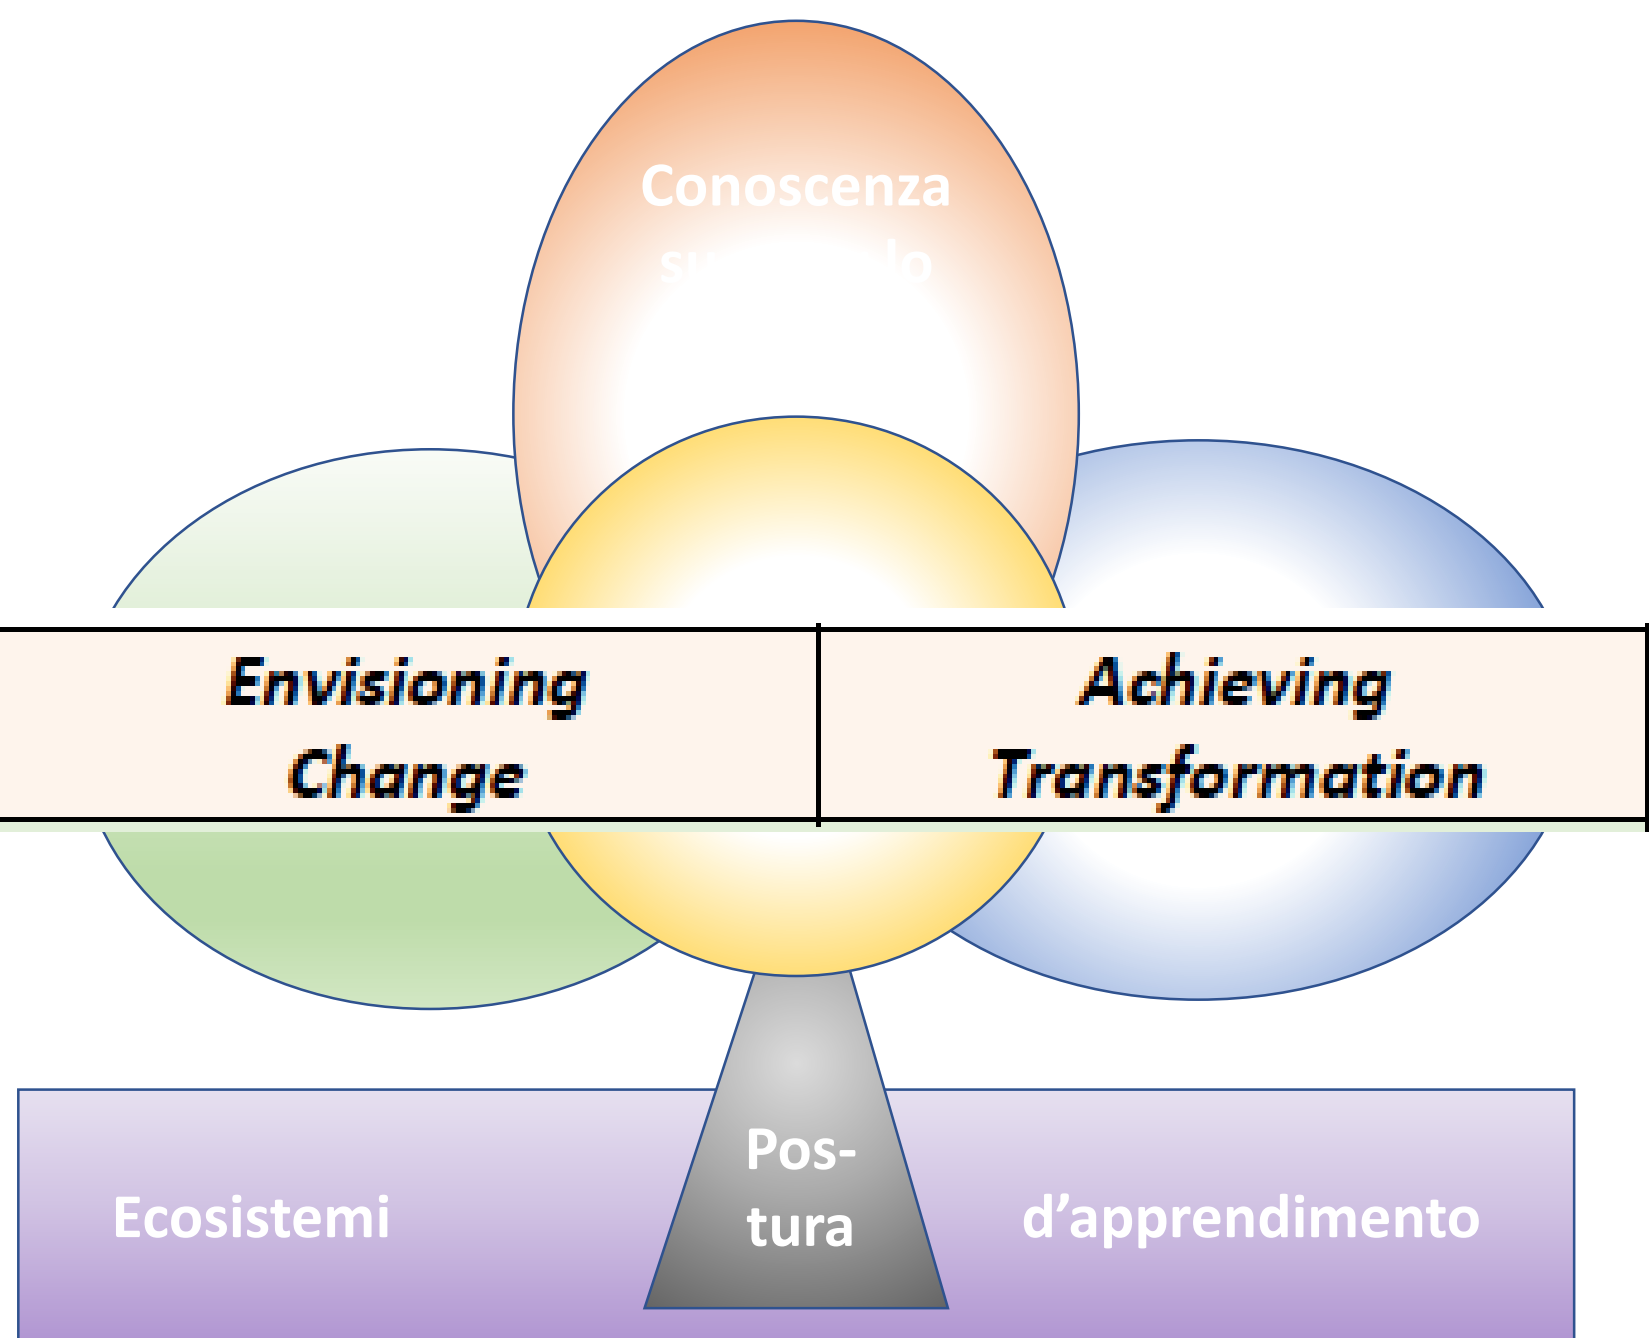 Conoscenza
Envisioning
Change
Achieving
Transformation
Pos-
tura
Ecosistemi
d’apprendimento